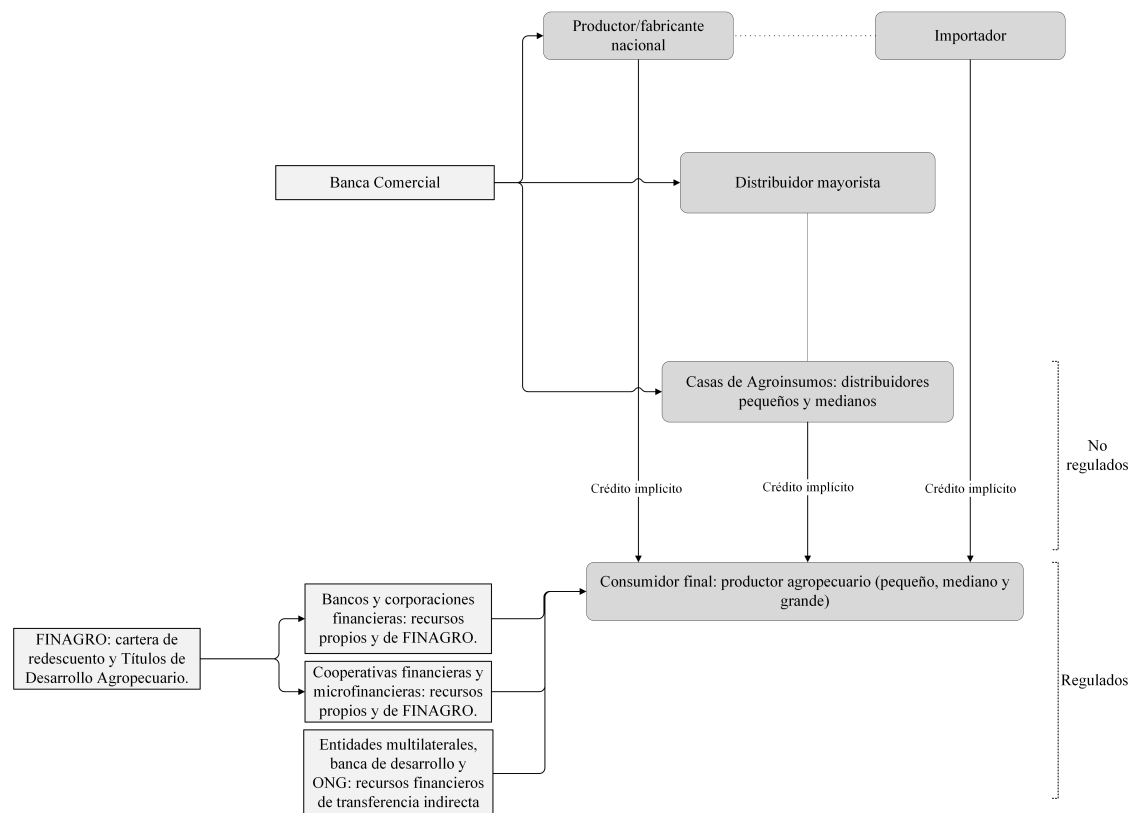 Productor/fabricante
nacional
Importador
Banca Comercial
Distribuidor mayorista
Casas de Agroinsumos: distribuidores
pequeños y medianos
No
regulados
Crédito implícito
Crédito implícito
Crédito implícito
Consumidor final: productor agropecuario (pequeño, mediano y
grande)
Bancos y corporaciones
financieras: recursos
propios y de FINAGRO.
FINAGRO: cartera de
redescuento y Títulos de
Desarrollo Agropecuario.
Cooperativas financieras y
microfinancieras: recursos
propios y de FINAGRO.
Regulados
Entidades multilaterales,
banca de desarrollo y
ONG: recursos financieros
de transferencia indirecta